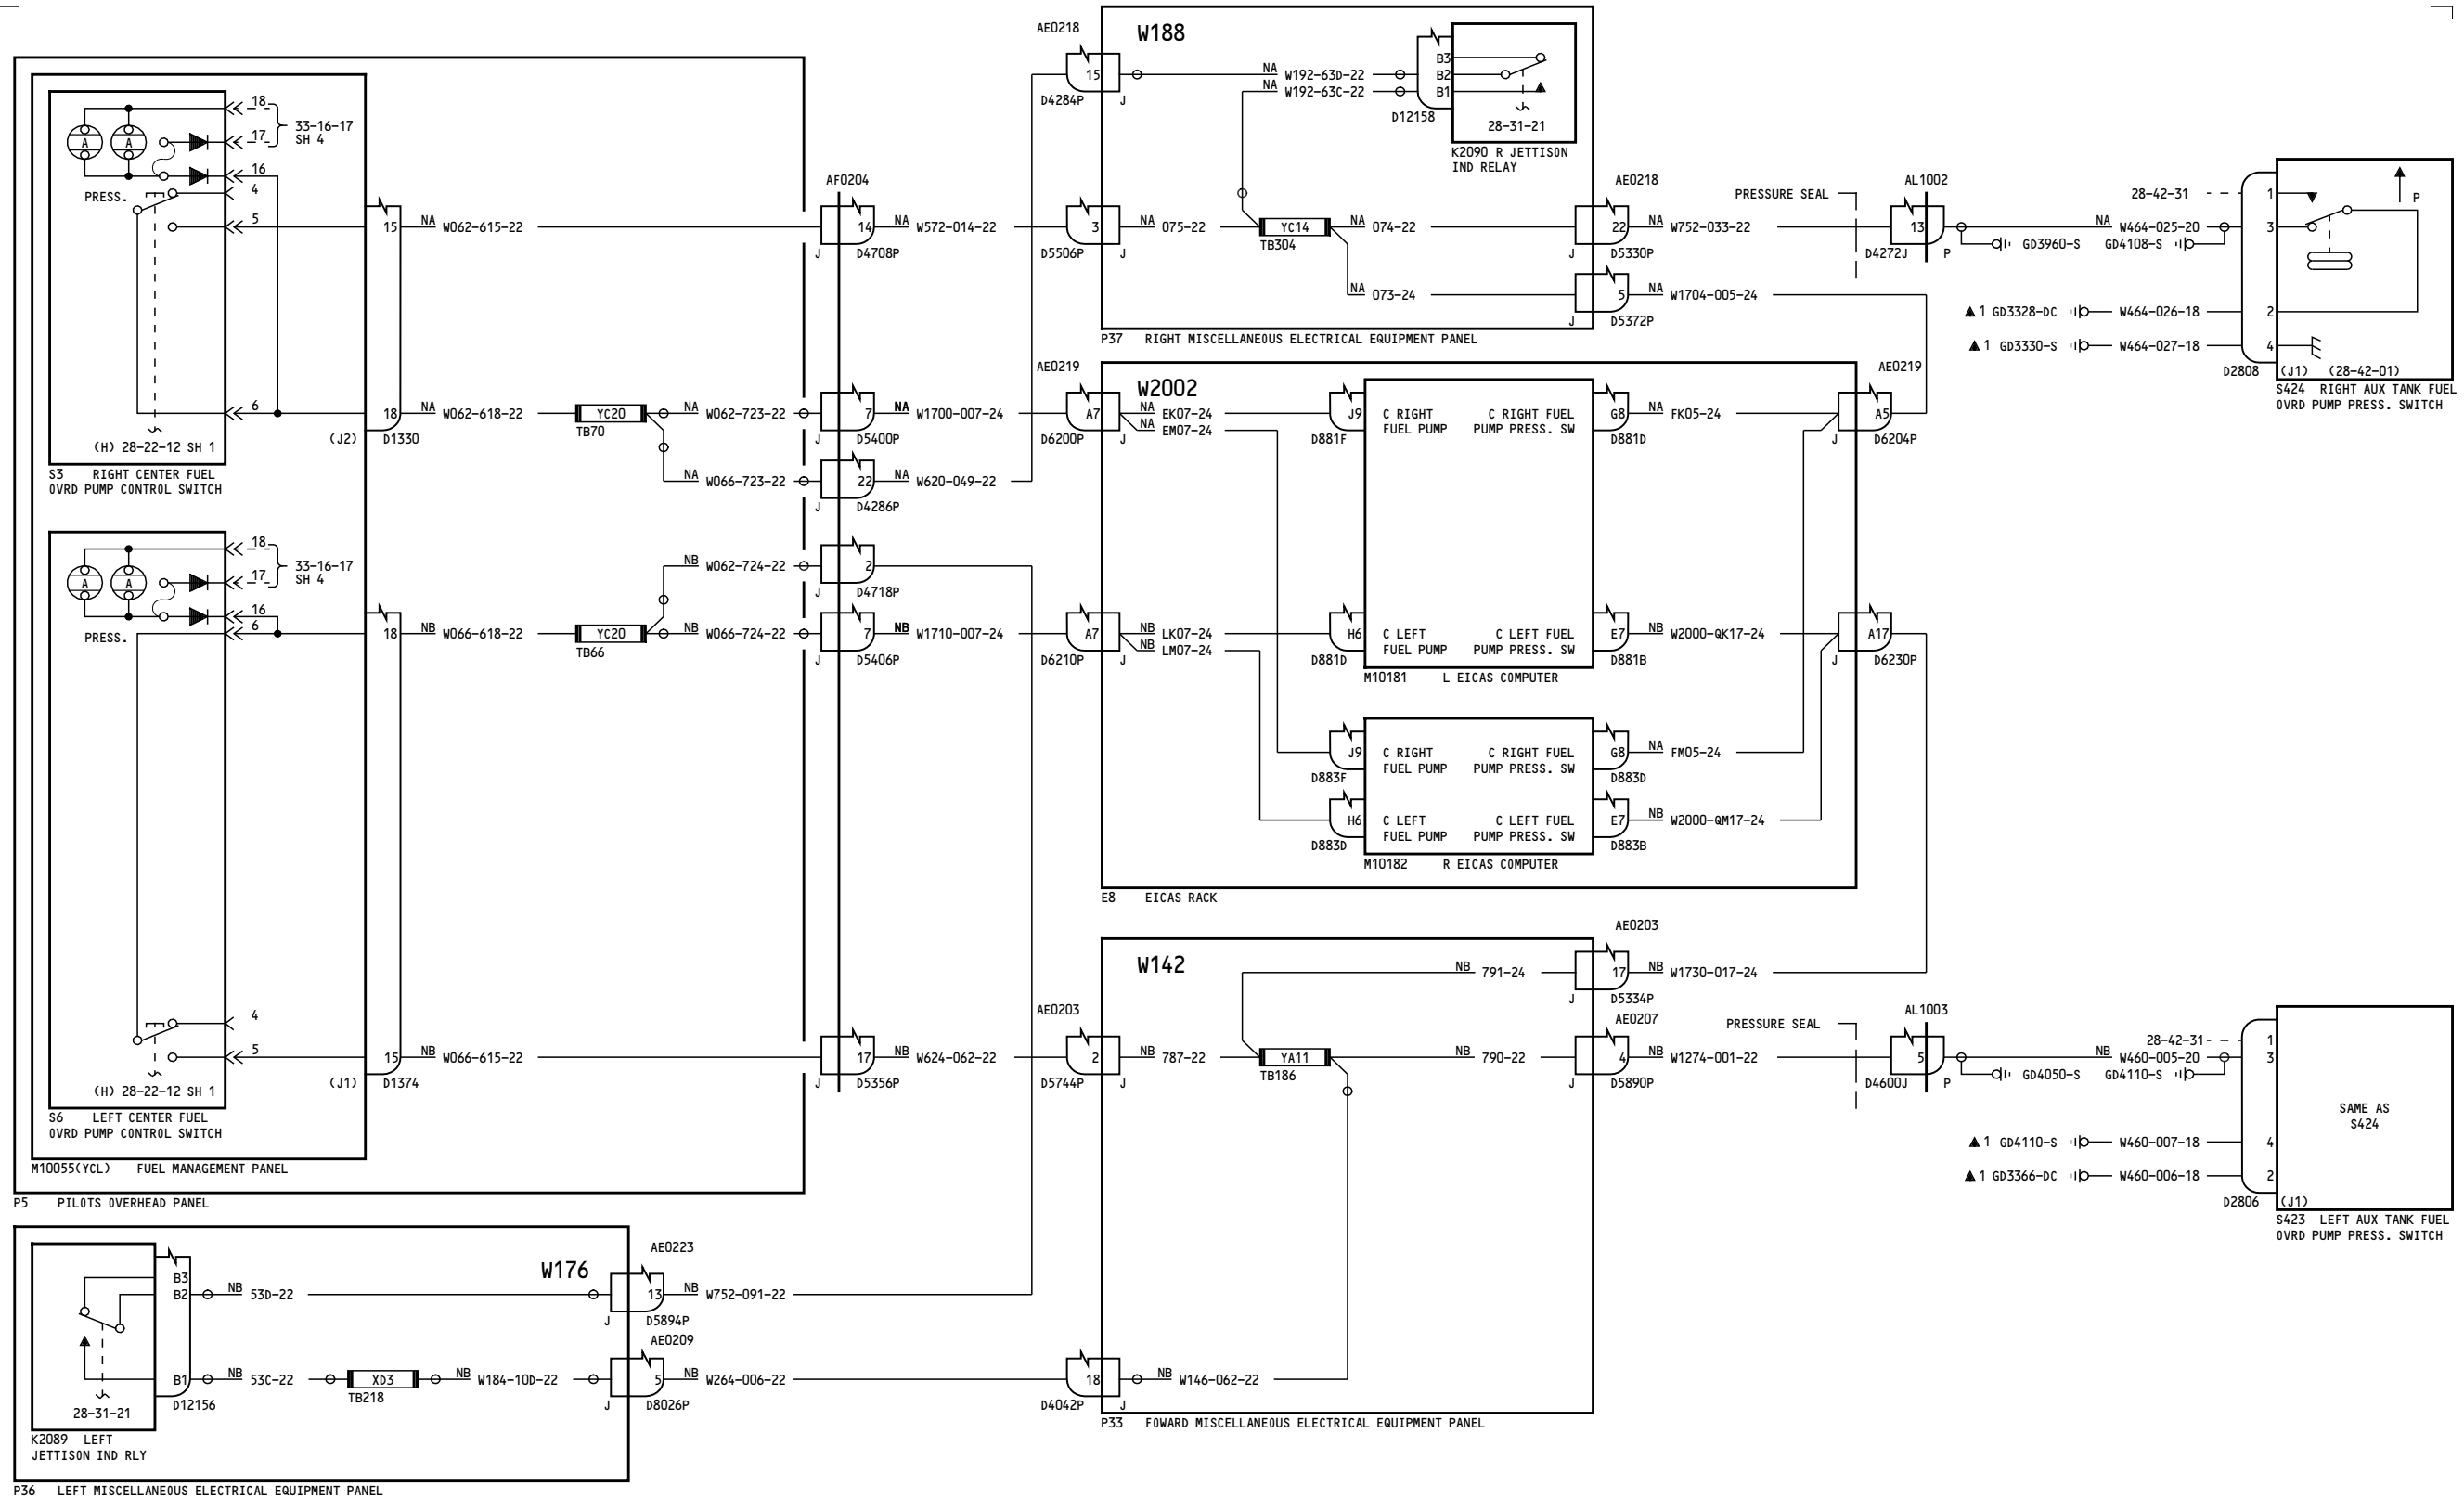 18
17
33-16-17
SH 4
A
A
16
4
PRESS.
5
6
(H) 28-22-12 SH 1
S3 RIGHT CENTER FUEL
OVRD PUMP CONTROL SWITCH
15
NA W062-615-22
18
NA W062-618-22
(J2) D1330
YC20
TB70
NA W062-723-22
NA W066-723-22
AF0204
14
J D4708P
NA W572-014-22
7
J D5400P
NA W1700-007-24
22
J D4286P
NA W620-049-22
18
17
33-16-17
SH 4
A
A
16
6
PRESS.
4
5
(H) 28-22-12 SH 1
S6 LEFT CENTER FUEL
OVRD PUMP CONTROL SWITCH
18
NB W066-618-22
15
NB W066-615-22
(J1) D1374
YC20
TB66
NB W062-724-22
NB W066-724-22
2
J D4718P
7
J D5406P
NB W1710-007-24
17
J D5356P
NB W624-062-22
M10055(YCL) FUEL MANAGEMENT PANEL
P5 PILOTS OVERHEAD PANEL
AE0218
W188
15
D4284P J
NA W192-63D-22
NA W192-63C-22
B3
B2
B1
D12158
28-31-21
K2090 R JETTISON
IND RELAY
3
D5506P J
NA 075-22
YC14
TB304
NA 074-22
NA 073-24
AE0218
22
J D5330P
NA W752-033-22
5
J D5372P
NA W1704-005-24
P37 RIGHT MISCELLANEOUS ELECTRICAL EQUIPMENT PANEL
PRESSURE SEAL
AL1002
13
D4272J P
GD3960-S
GD4108-S
NA W464-025-20
28-42-31
1
3
2
4
P
▲1 GD3328-DC W464-026-18
▲1 GD3330-S W464-027-18
D2808 (J1) (28-42-01)
S424 RIGHT AUX TANK FUEL
OVRD PUMP PRESS. SWITCH
AE0219
W2002
A7
D6200P J
NA EK07-24
NA EM07-24
J9
D881F
C RIGHT
FUEL PUMP
C RIGHT FUEL
PUMP PRESS. SW
G8
D881D
NA FK05-24
AE0219
A5
J D6204P
A7
D6210P J
NB LK07-24
NB LM07-24
H6
D881D
C LEFT
FUEL PUMP
C LEFT FUEL
PUMP PRESS. SW
E7
D881B
NB W2000-QK17-24
A17
J D6230P
M10181 L EICAS COMPUTER
J9
D883F
C RIGHT
FUEL PUMP
C RIGHT FUEL
PUMP PRESS. SW
G8
D883D
NA FM05-24
H6
D883D
C LEFT
FUEL PUMP
C LEFT FUEL
PUMP PRESS. SW
E7
D883B
NB W2000-QM17-24
M10182 R EICAS COMPUTER
E8 EICAS RACK
W142
AE0203
17
J D5334P
NB 791-24
NB W1730-017-24
AE0203
2
D5744P J
NB 787-22
YA11
TB186
NB 790-22
AE0207
4
J D5890P
NB W1274-001-22
18
D4042P J
NB W146-062-22
P33 FOWARD MISCELLANEOUS ELECTRICAL EQUIPMENT PANEL
PRESSURE SEAL
AL1003
5
D4600J P
GD4050-S
GD4110-S
28-42-31
NB W460-005-20
1
3
4
2
▲1 GD4110-S W460-007-18
▲1 GD3366-DC W460-006-18
SAME AS
S424
D2806 (J1)
S423 LEFT AUX TANK FUEL
OVRD PUMP PRESS. SWITCH
W176
B3
B2
B1
NB 53D-22
NB 53C-22
XD3
TB218
NB W184-10D-22
D12156
28-31-21
K2089 LEFT
JETTISON IND RLY
AE0223
13
J D5894P
NB W752-091-22
AE0209
5
J D8026P
NB W264-006-22
P36 LEFT MISCELLANEOUS ELECTRICAL EQUIPMENT PANEL